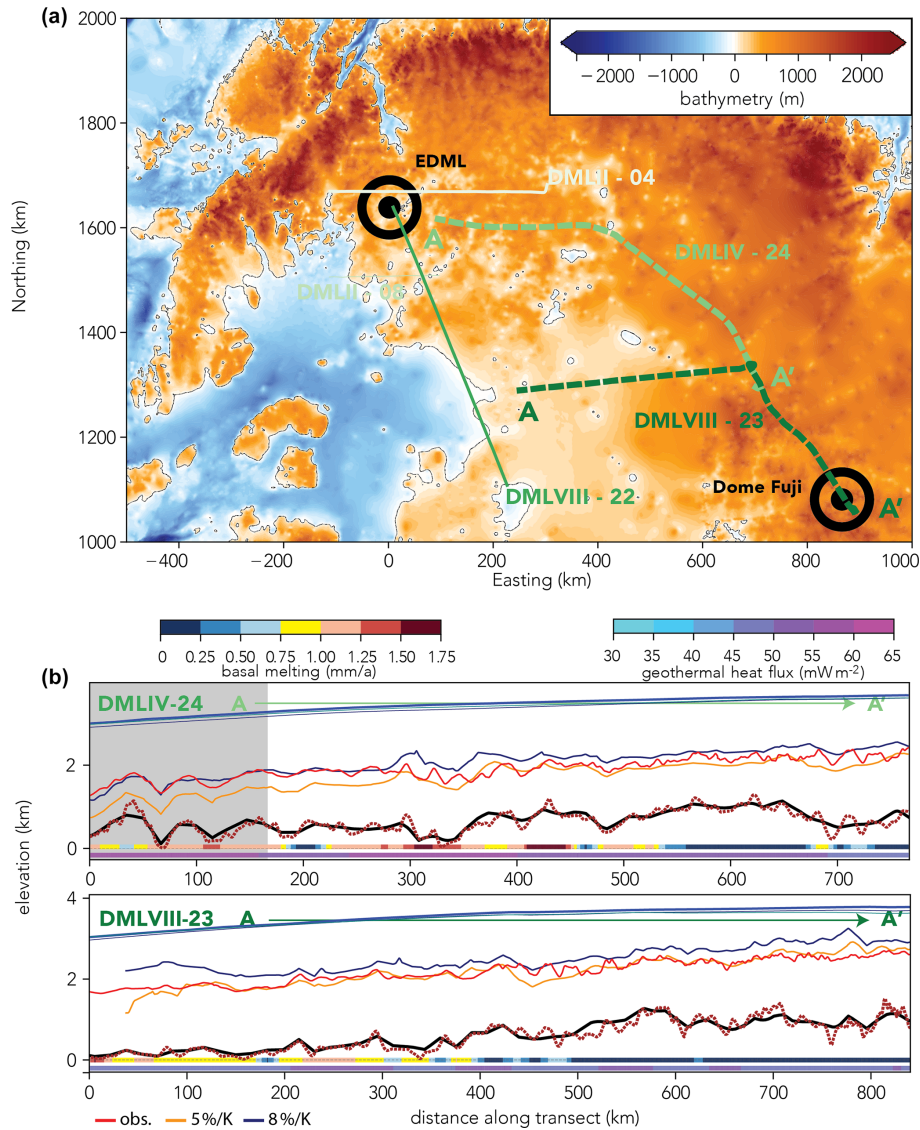 (a)
2000
1800
1600
1400
1200
1000
Northing (km)
−400
−200
0
200
400
600
800
1000
Easting (km)
−2000
−1000
0
1000
2000
bathymetry (m)
EDML
DMLII - 04
A
DMLIV - 24
DMLII - 08
A'
A
DMLVIII - 23
DMLVIII - 22
Dome Fuji
A'
0 0.25 0.50 0.75 1.00 1.25 1.50 1.75
basal melting (mm/a)
30 35 40 45 50 55 60 65
geothermal heat flux (mW m-2)
(b)
DMLIV-24 A A'
2
0
0 100 200 300 400 500 600 700
elevation (km)
4
DMLVIII-23 A A'
2
0
0 100 200 300 400 500 600 700 800
obs. 5%/K 8%/K
distance along transect (km)